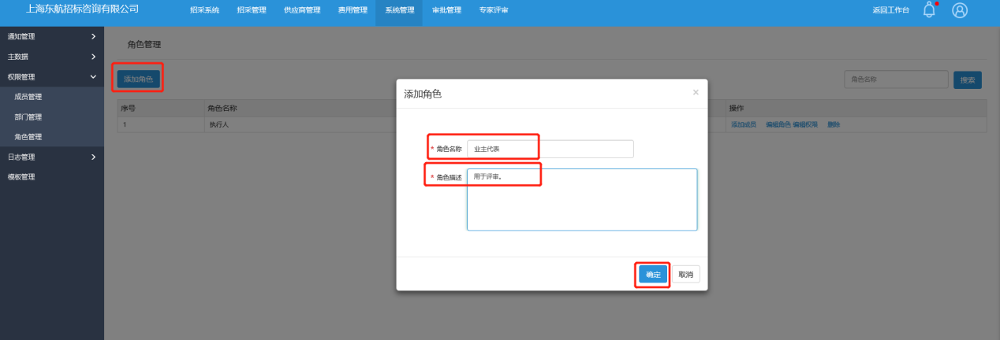 上海东航招标咨询有限公司 招采系统 招采管理 供应商管理 费用管理 系统管理 审批管理 专家评审 返回工作台
通知管理
主数据
权限管理
成员管理
部门管理
角色管理
日志管理
模板管理
角色管理
添加角色 角色名称 搜索
序号 角色名称 操作
1 执行人 添加成员 编辑角色 编辑权限 删除
添加角色 ×
* 角色名称 业主代表
* 角色描述 用于评审。
确定 取消